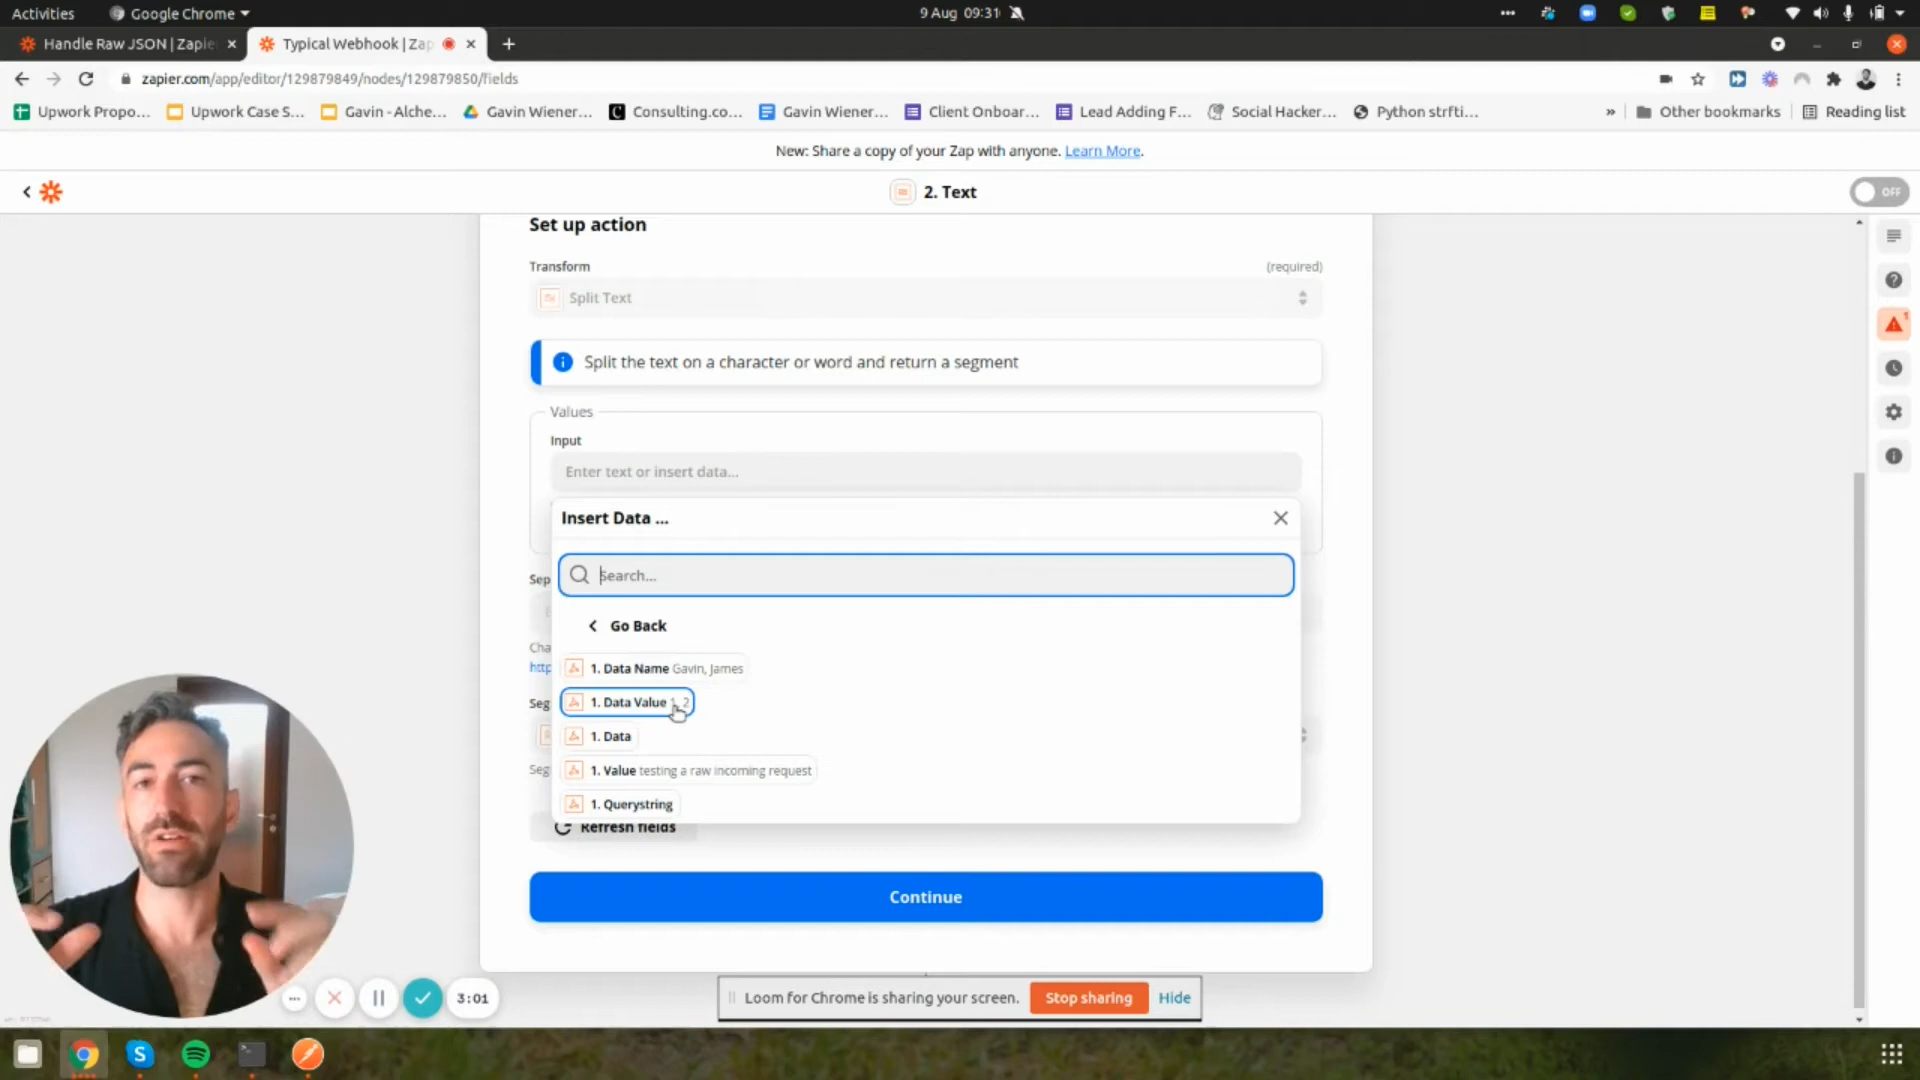 Activities
Google Chrome
9 Aug 09:31
Handle Raw JSON | Zapie
Typical Webhook | Zap
zapier.com/app/editor/129879849/nodes/129879850/fields
Upwork Propo...
Upwork Case S...
Gavin - Alche...
Gavin Wiener...
Consulting.co...
Gavin Wiener...
Client Onboar...
Lead Adding F...
Social Hacker...
Python strfti...
»
Other bookmarks
Reading list
New: Share a copy of your Zap with anyone. Learn More.
2. Text
OFF
Set up action
Transform
(required)
Split Text
Split the text on a character or word and return a segment
Values
Input
Enter text or insert data...
Insert Data ...
Sep
Search...
Go Back
Cha
http
1. Data Name Gavin, James
Seg
1. Data Value 2
1. Data
Seg
1. Value testing a raw incoming request
1. Querystring
Refresh fields
Continue
3:01
Loom for Chrome is sharing your screen.
Stop sharing
Hide